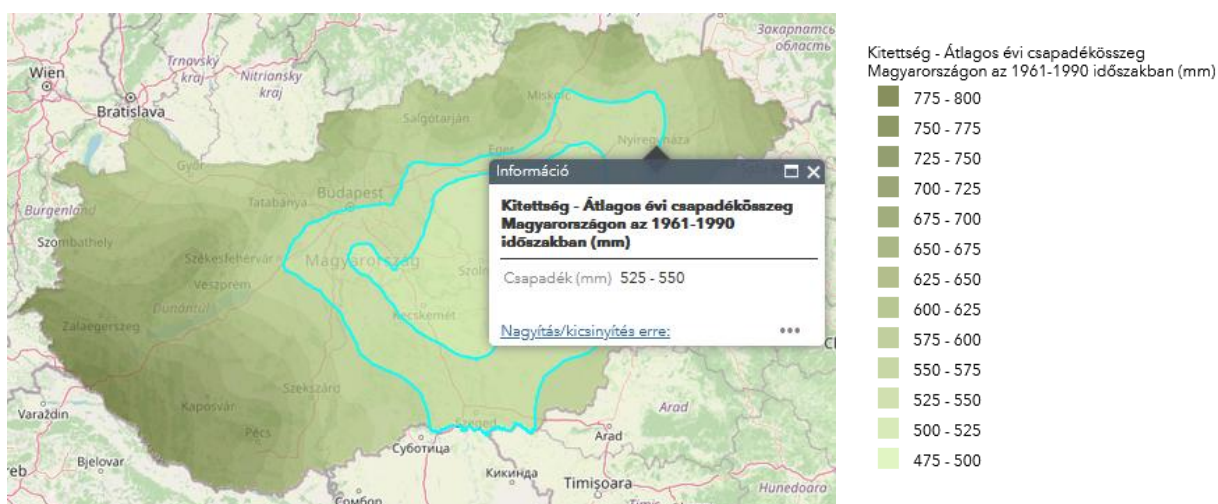 Закарпатсь
область
Trnavský
kraj
Nitriansky
kraj
Wien
Bratislava
Miskolc
Salgótarján
Nyíregyháza
Eger
Győr
Budapest
Tatabánya
Burgenland
Szombathely
Székesfehérvár
Magyarország
Veszprém
Dunántúl
Zalaegerszeg
Kecskemét
Szekszárd
Kaposvár
Pécs
Szeged
Varaždin
Bjelovar
Суботица
Arad
Arad
Кикинда
Timișoara
Сомбор
Hunedoara
Információ
Kitettség - Átlagos évi csapadékösszeg
Magyarországon az 1961-1990
időszakban (mm)
Csapadék (mm) 525 - 550
Nagyítás/kicsinyítés erre:
Kitettség - Átlagos évi csapadékösszeg
Magyarországon az 1961-1990 időszakban (mm)
775 - 800
750 - 775
725 - 750
700 - 725
675 - 700
650 - 675
625 - 650
600 - 625
575 - 600
550 - 575
525 - 550
500 - 525
475 - 500